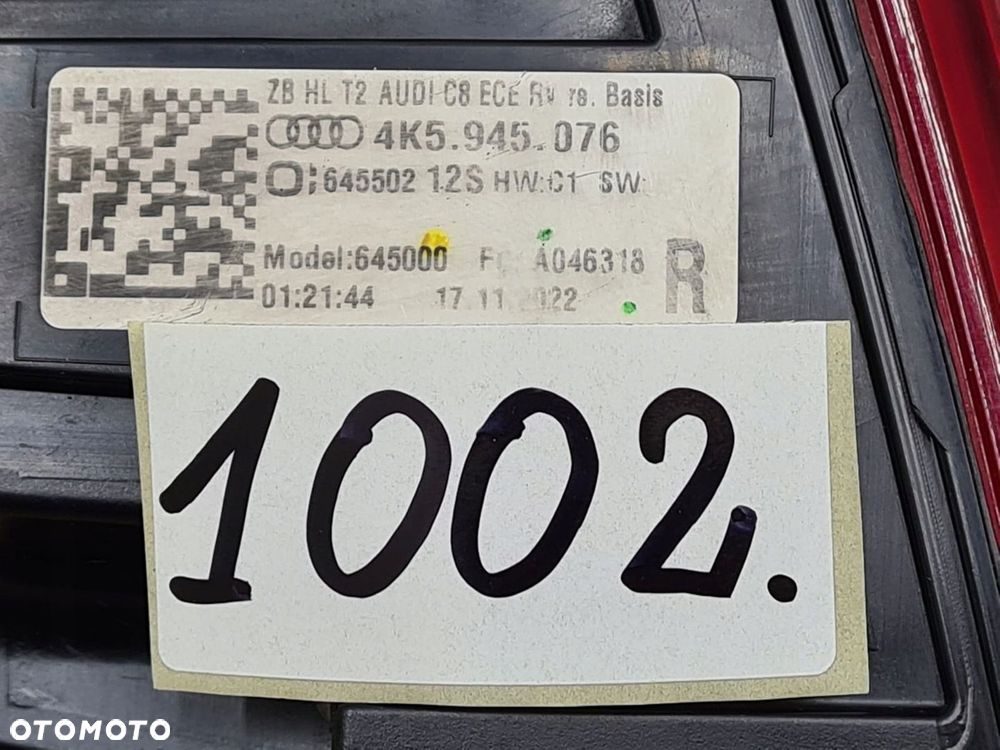 ZB HL T2 AUDI C8 ECE RV re. Basis
4K5.945.076
645502 12S HW:C1 SW:
Model:645000 A046318 R
01:21:44 17.11.2022
1002.
OTOMOTO